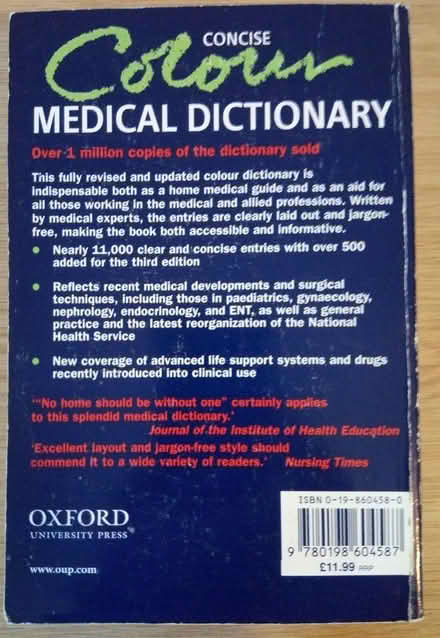 CONCISE
Colour
MEDICAL DICTIONARY
Over 1 million copies of the dictionary sold
This fully revised and updated colour dictionary is
indispensable both as a home medical guide and as an aid for
all those working in the medical and allied professions. Written
by medical experts, the entries are clearly laid out and jargon-
free, making the book both accessible and informative.
● Nearly 11,000 clear and concise entries with over 500
added for the third edition
● Reflects recent medical developments and surgical
techniques, including those in paediatrics, gynaecology,
nephrology, endocrinology, and ENT, as well as general
practice and the latest reorganization of the National
Health Service
● New coverage of advanced life support systems and drugs
recently introduced into clinical use
‘“No home should be without one” certainly applies
to this splendid medical dictionary.’
Journal of the Institute of Health Education
‘Excellent layout and jargon-free style should
commend it to a wide variety of readers.’ Nursing Times
OXFORD
UNIVERSITY PRESS
www.oup.com
ISBN 0-19-860458-0
9 780198 604587
£11.99 RRP